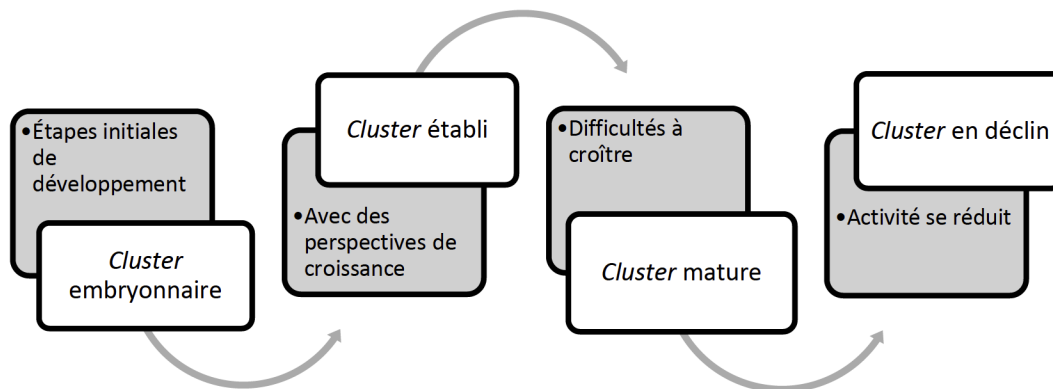 •Étapes initiales
de
développement
Cluster
embryonnaire
Cluster établi
•Avec des
perspectives de
croissance
•Difficultés à
croître
Cluster mature
Cluster en déclin
•Activité se réduit